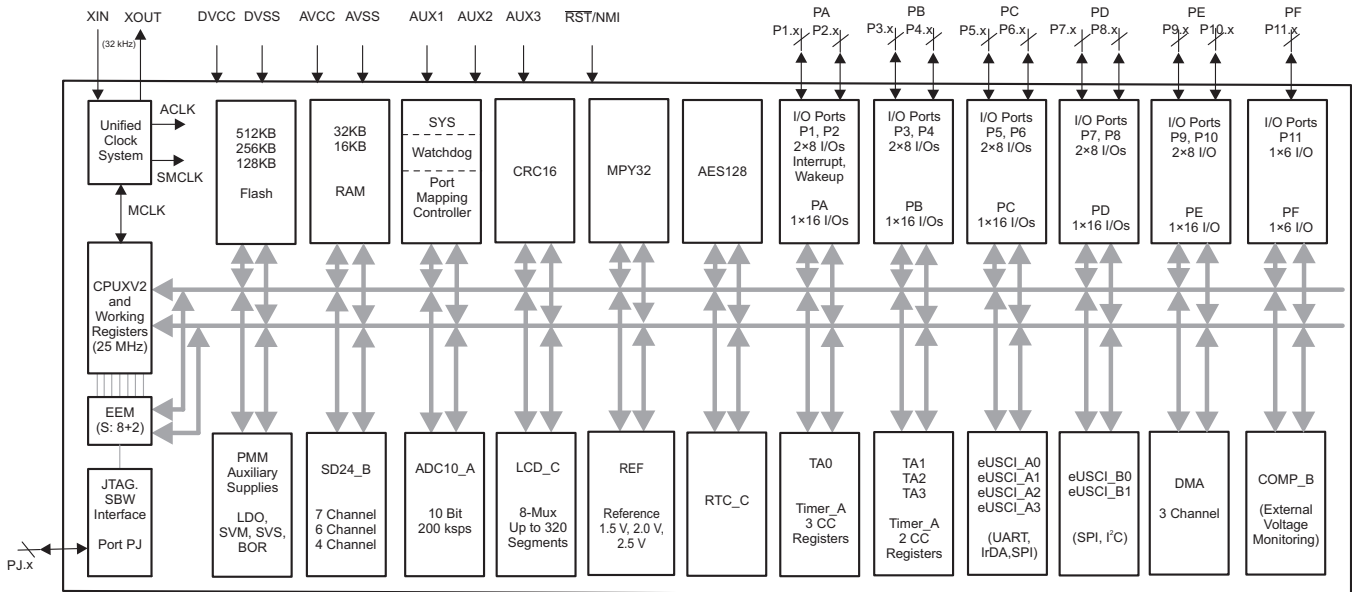 XIN XOUT DVCC DVSS AVCC AVSS AUX1 AUX2 AUX3 RST/NMI PA PB PC PD PE PF
(32 kHz) P1.x P2.x P3.x P4.x P5.x P6.x P7.x P8.x P9.x P10.x P11.x
Unified
Clock
System
ACLK
SMCLK
MCLK
512KB
256KB
128KB
Flash
32KB
16KB
RAM
SYS
Watchdog
Port
Mapping
Controller
CRC16
MPY32
AES128
I/O Ports
P1, P2
2×8 I/Os
Interrupt,
Wakeup
PA
1×16 I/Os
I/O Ports
P3, P4
2×8 I/Os
PB
1×16 I/Os
I/O Ports
P5, P6
2×8 I/Os
PC
1×16 I/Os
I/O Ports
P7, P8
2×8 I/Os
PD
1×16 I/Os
I/O Ports
P9, P10
2×8 I/O
PE
1×16 I/O
I/O Ports
P11
1×6 I/O
PF
1×6 I/O
CPUXV2
and
Working
Registers
(25 MHz)
EEM
(S: 8+2)
JTAG.
SBW
Interface
Port PJ
PJ.x
PMM
Auxiliary
Supplies
LDO,
SVM, SVS,
BOR
SD24_B
7 Channel
6 Channel
4 Channel
ADC10_A
10 Bit
200 ksps
LCD_C
8-Mux
Up to 320
Segments
REF
Reference
1.5 V, 2.0 V,
2.5 V
RTC_C
TA0
Timer_A
3 CC
Registers
TA1
TA2
TA3
Timer_A
2 CC
Registers
eUSCI_A0
eUSCI_A1
eUSCI_A2
eUSCI_A3
(UART,
IrDA,SPI)
eUSCI_B0
eUSCI_B1
(SPI, I²C)
DMA
3 Channel
COMP_B
(External
Voltage
Monitoring)